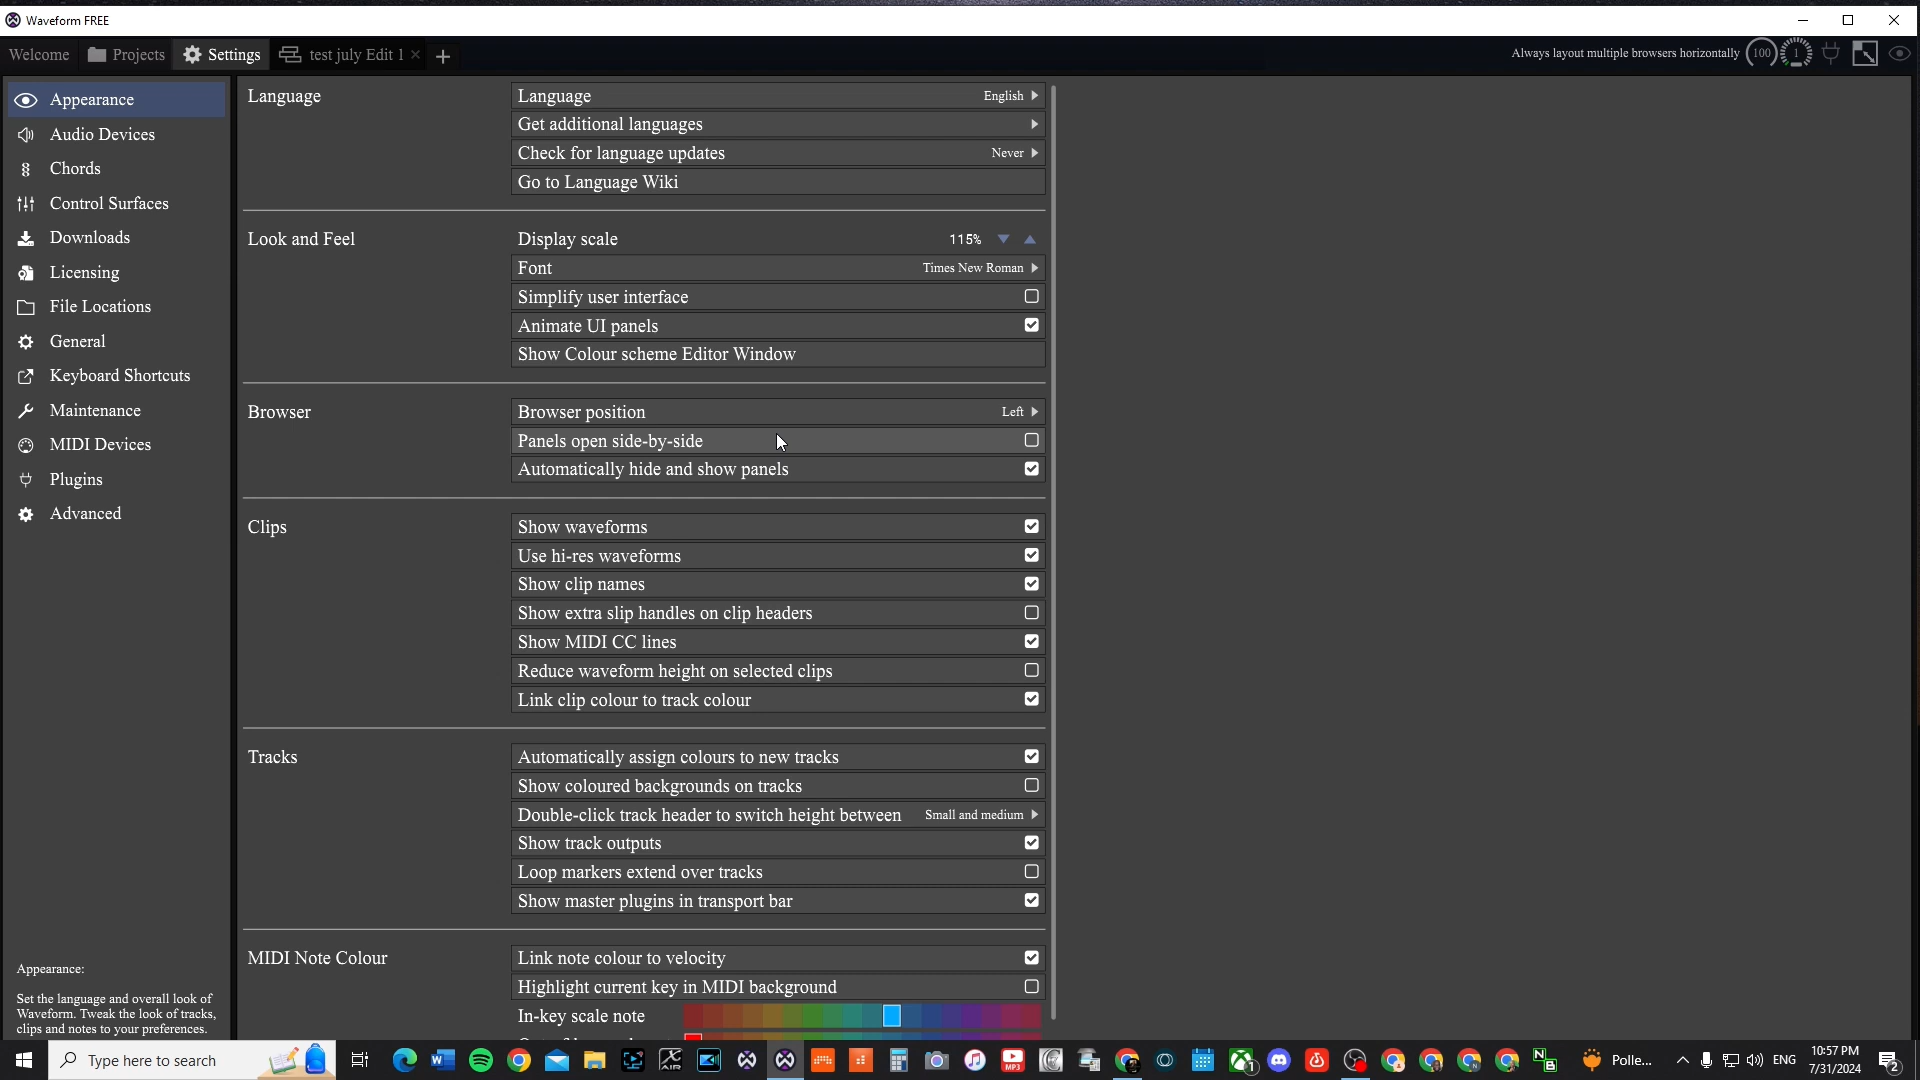 Waveform FREE
Welcome Projects Settings test july Edit 1 Always layout multiple browsers horizontally 100 1
Appearance
Audio Devices
Chords
Control Surfaces
Downloads
Licensing
File Locations
General
Keyboard Shortcuts
Maintenance
MIDI Devices
Plugins
Advanced
Appearance:
Set the language and overall look of
Waveform. Tweak the look of tracks,
clips and notes to your preferences.
Language Language English
Get additional languages
Check for language updates Never
Go to Language Wiki
Look and Feel Display scale 115%
Font Times New Roman
Simplify user interface
Animate UI panels
Show Colour scheme Editor Window
Browser Browser position Left
Panels open side-by-side
Automatically hide and show panels
Clips Show waveforms
Use hi-res waveforms
Show clip names
Show extra slip handles on clip headers
Show MIDI CC lines
Reduce waveform height on selected clips
Link clip colour to track colour
Tracks Automatically assign colours to new tracks
Show coloured backgrounds on tracks
Double-click track header to switch height between Small and medium
Show track outputs
Loop markers extend over tracks
Show master plugins in transport bar
MIDI Note Colour Link note colour to velocity
Highlight current key in MIDI background
In-key scale note
Type here to search Polle... ENG 10:57 PM
7/31/2024 2